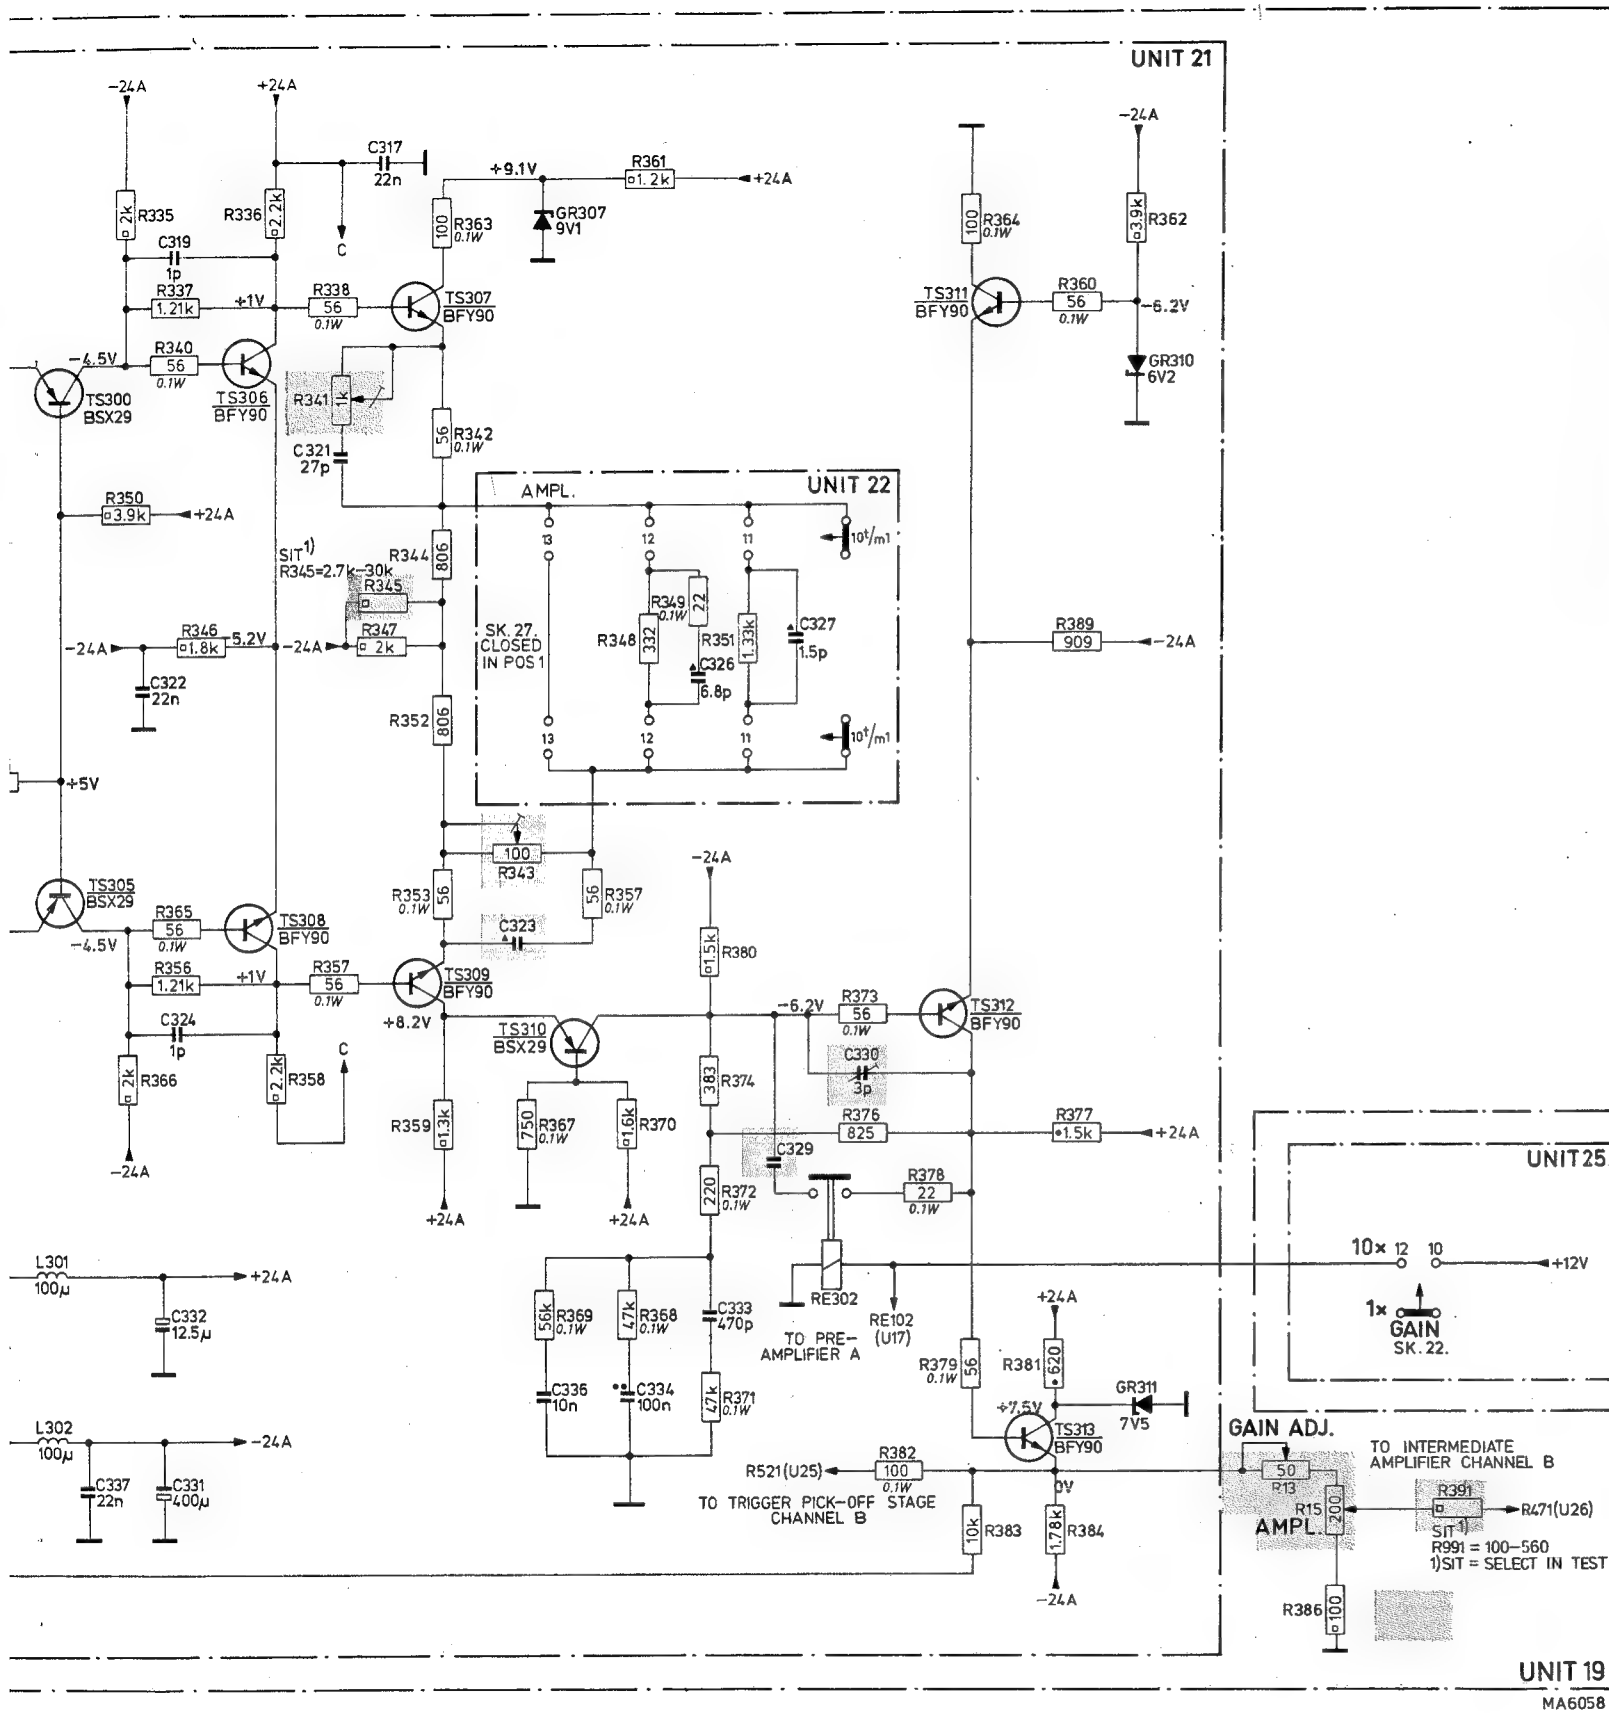 UNIT 21
-24A
+24A
-24A
C317
22n
+9.1V
R361
1.2k
+24A
R335
2k
R336
2.2k
C
R363
100
0.1W
GR307
9V1
R364
100
0.1W
R362
3.9k
C319
1p
R337
1.21k
+1V
R338
56
0.1W
TS307
BFY90
TS311
BFY90
R360
56
0.1W
-6.2V
-4.5V
R340
56
0.1W
TS300
BSX29
TS306
BFY90
R341
1k
GR310
6V2
R342
56
0.1W
C321
27p
AMPL.
UNIT 22
R350
3.9k
+24A
SIT 1)
R345=2.7k-30k
R345
R344
806
13
12
11
10t/m1
R349
0.1W
22
R348
332
R351
1.33k
C327
1.5p
C326
6.8p
SK. 27.
CLOSED
IN POS 1
-24A
R346
1.8k
-5.2V
-24A
R347
2k
R389
909
-24A
C322
22n
R352
806
13
12
11
10t/m1
+5V
100
R343
-24A
TS305
BSX29
R365
56
0.1W
-4.5V
TS308
BFY90
R353
0.1W
56
R357
0.1W
56
C323
R380
1.5k
R356
1.21k
+1V
R357
56
0.1W
TS309
BFY90
+8.2V
TS310
BSX29
-6.2V
R373
56
0.1W
TS312
BFY90
C324
1p
C
C330
3p
R366
2k
R358
2.2k
R359
1.3k
R367
0.1W
750
R370
1.6k
R374
383
R376
825
R377
1.5k
+24A
-24A
C329
R372
0.1W
220
R378
22
0.1W
+24A
+24A
UNIT 25
L301
100µ
+24A
10x
12
10
+12V
C332
12.5µ
R369
0.1W
56k
R368
0.1W
47k
C333
470p
RE302
TO PRE-
AMPLIFIER A
RE102
(U17)
+24A
1x
GAIN
SK. 22.
R379
0.1W
56
R381
620
C336
10n
C334
100n
R371
0.1W
47k
GR311
7V5
+7.5V
TS313
BFY90
L302
100µ
-24A
GAIN ADJ.
TO INTERMEDIATE
AMPLIFIER CHANNEL B
C337
22n
C331
400µ
R521(U25)
R382
100
0.1W
TO TRIGGER PICK-OFF STAGE
CHANNEL B
0V
50
R13
R15
200
AMPL.
R391
R471(U26)
SIT 1)
R991 = 100-560
1)SIT = SELECT IN TEST
R383
10k
R384
1.78k
-24A
R386
100
UNIT 19
MA6058